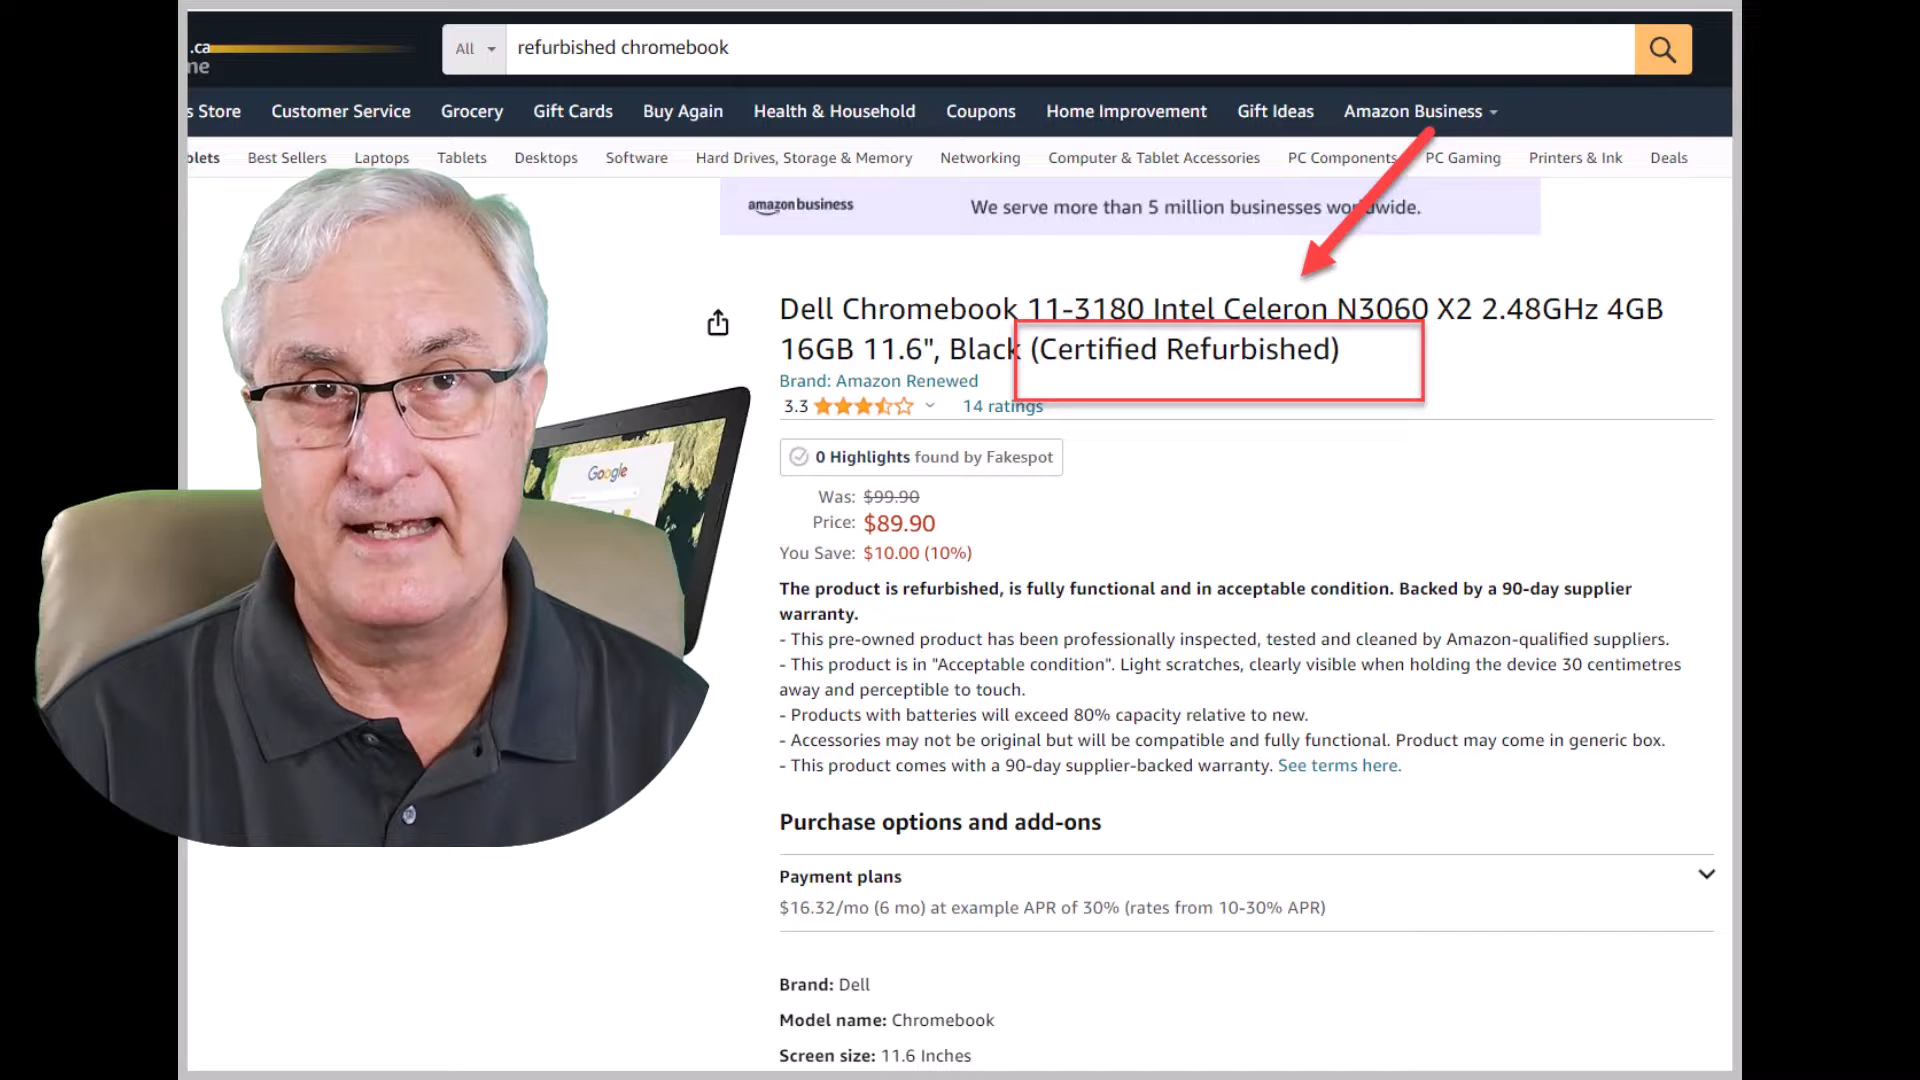 .ca
ne
All
refurbished chromebook
s Store Customer Service Grocery Gift Cards Buy Again Health & Household Coupons Home Improvement Gift Ideas Amazon Business
blets Best Sellers Laptops Tablets Desktops Software Hard Drives, Storage & Memory Networking Computer & Tablet Accessories PC Components PC Gaming Printers & Ink Deals
amazon business We serve more than 5 million businesses worldwide.
Dell Chromebook 11-3180 Intel Celeron N3060 X2 2.48GHz 4GB
16GB 11.6", Black (Certified Refurbished)
Brand: Amazon Renewed
3.3 14 ratings
0 Highlights found by Fakespot
Was: $99.90
Price: $89.90
You Save: $10.00 (10%)
The product is refurbished, is fully functional and in acceptable condition. Backed by a 90-day supplier
warranty.
- This pre-owned product has been professionally inspected, tested and cleaned by Amazon-qualified suppliers.
- This product is in "Acceptable condition". Light scratches, clearly visible when holding the device 30 centimetres
away and perceptible to touch.
- Products with batteries will exceed 80% capacity relative to new.
- Accessories may not be original but will be compatible and fully functional. Product may come in generic box.
- This product comes with a 90-day supplier-backed warranty. See terms here.
Purchase options and add-ons
Payment plans
$16.32/mo (6 mo) at example APR of 30% (rates from 10-30% APR)
Brand: Dell
Model name: Chromebook
Screen size: 11.6 Inches
Google